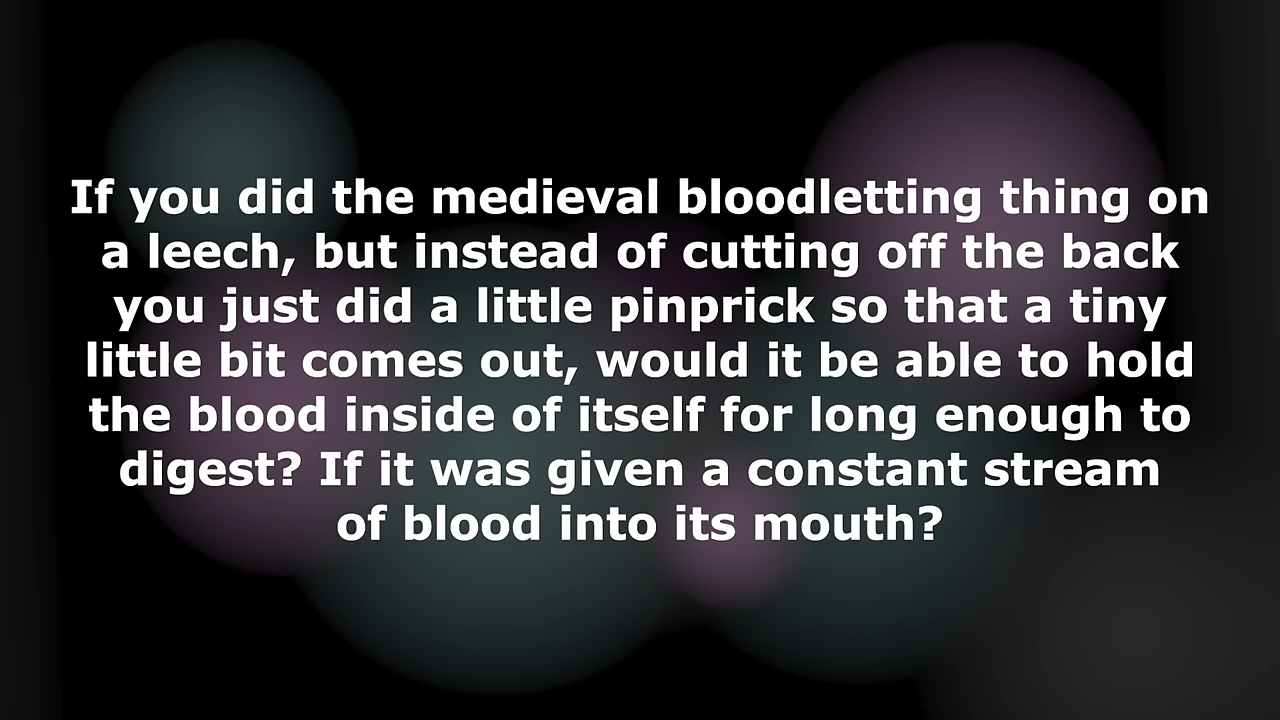 If you did the medieval bloodletting thing on
a leech, but instead of cutting off the back
you just did a little pinprick so that a tiny
little bit comes out, would it be able to hold
the blood inside of itself for long enough to
digest? If it was given a constant stream
of blood into its mouth?